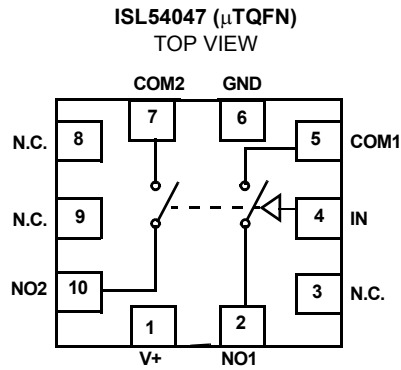 ISL54047 (µTQFN)
TOP VIEW
COM2 GND
7 6
N.C. 8 5 COM1
N.C. 9 4 IN
NO2 10 3 N.C.
1 2
V+ NO1